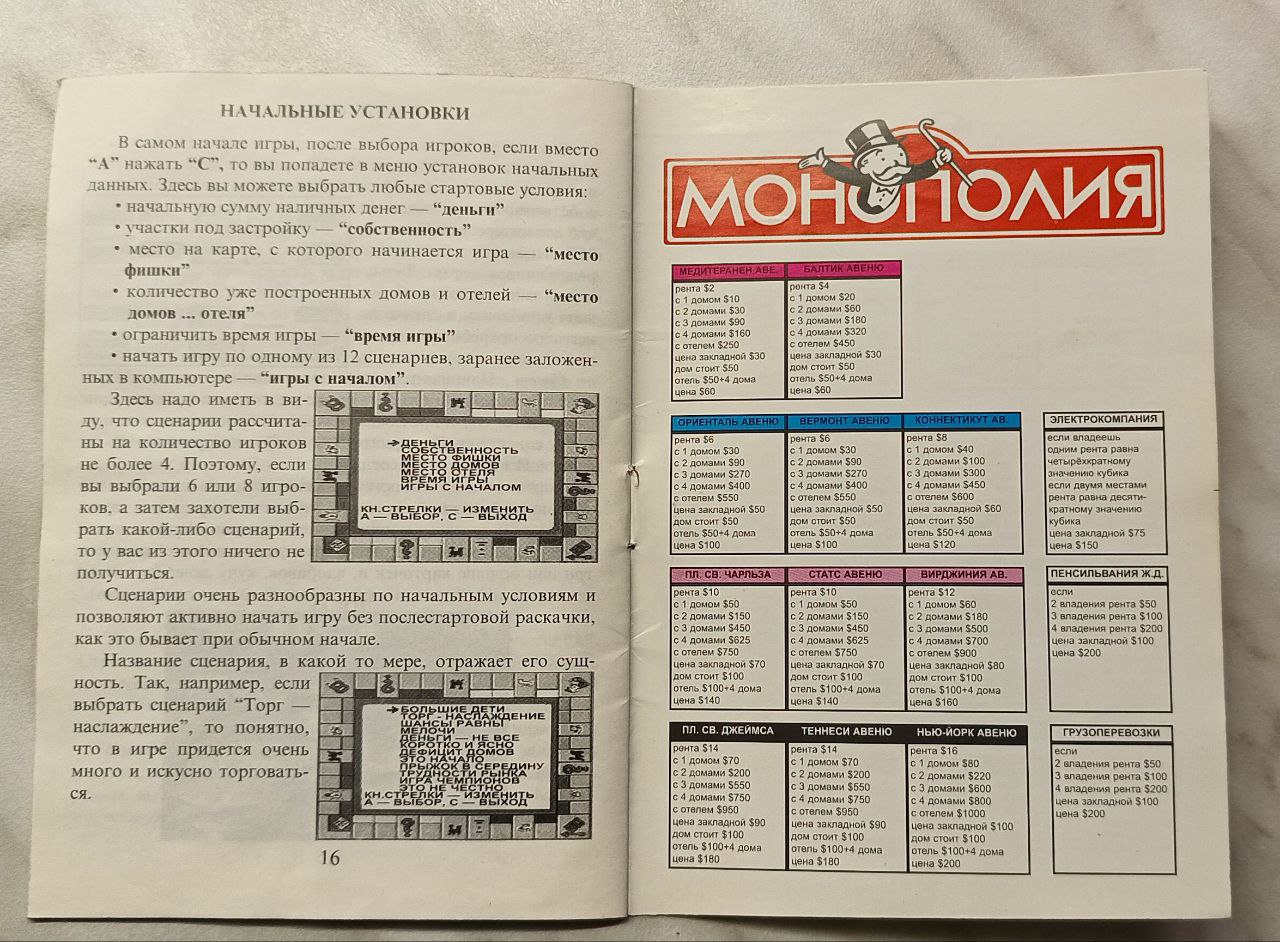 НАЧАЛЬНЫЕ УСТАНОВКИ
В самом начале игры, после выбора игроков, если вместо
“А” нажать “С”, то вы попадете в меню установок начальных
данных. Здесь вы можете выбрать любые стартовые условия:
• начальную сумму наличных денег — “деньги”
• участки под застройку — “собственность”
• место на карте, с которого начинается игра — “место
фишки”
• количество уже построенных домов и отелей — “место
домов ... отеля”
• ограничить время игры — “время игры”
• начать игру по одному из 12 сценариев, заранее заложен-
ных в компьютере — “игры с началом”.
Здесь надо иметь в ви-
ду, что сценарии рассчита-
ны на количество игроков
не более 4. Поэтому, если
вы выбрали 6 или 8 игро-
ков, а затем захотели выб-
рать какой-либо сценарий,
то у вас из этого ничего не
получиться.
ДЕНЬГИ
СОБСТВЕННОСТЬ
МЕСТО ФИШКИ
МЕСТО ДОМОВ
МЕСТО ОТЕЛЯ
ВРЕМЯ ИГРЫ
ИГРЫ С НАЧАЛОМ
КН.СТРЕЛКИ — ИЗМЕНИТЬ
А — ВЫБОР, С — ВЫХОД
Сценарии очень разнообразны по начальным условиям и
позволяют активно начать игру без послестартовой раскачки,
как это бывает при обычном начале.
Название сценария, в какой то мере, отражает его сущ-
ность. Так, например, если
выбрать сценарий “Торг —
наслаждение”, то понятно,
что в игре придется очень
много и искусно торговать-
ся.
БОЛЬШИЕ ДЕТИ
ТОРГ - НАСЛАЖДЕНИЕ
ШАНСЫ РАВНЫ
МЕЛОЧИ
ДЕНЬГИ — НЕ ВСЕ
КОРОТКО И ЯСНО
ДЕФИЦИТ ДОМОВ
ЭТО НАЧАЛО
ПРЫЖОК В СЕРЕДИНУ
ТРУДНОСТИ РЫНКА
ИГРА ЧЕМПИОНОВ
ЭТО НЕ ЧЕСТНО
КН.СТРЕЛКИ — ИЗМЕНИТЬ
А — ВЫБОР, С — ВЫХОД
16
МОНОПОЛИЯ
МЕДИТЕРАНЕН АВЕ.
рента $2
с 1 домом $10
с 2 домами $30
с 3 домами $90
с 4 домами $160
с отелем $250
цена закладной $30
дом стоит $50
отель $50+4 дома
цена $60
БАЛТИК АВЕНЮ
рента $4
с 1 домом $20
с 2 домами $60
с 3 домами $180
с 4 домами $320
с отелем $450
цена закладной $30
дом стоит $50
отель $50+4 дома
цена $60
ОРИЕНТАЛЬ АВЕНЮ
рента $6
с 1 домом $30
с 2 домами $90
с 3 домами $270
с 4 домами $400
с отелем $550
цена закладной $50
дом стоит $50
отель $50+4 дома
цена $100
ВЕРМОНТ АВЕНЮ
рента $6
с 1 домом $30
с 2 домами $90
с 3 домами $270
с 4 домами $400
с отелем $550
цена закладной $50
дом стоит $50
отель $50+4 дома
цена $100
КОННЕКТИКУТ АВ.
рента $8
с 1 домом $40
с 2 домами $100
с 3 домами $300
с 4 домами $450
с отелем $600
цена закладной $60
дом стоит $50
отель $50+4 дома
цена $120
ЭЛЕКТРОКОМПАНИЯ
если владеешь
одним рента равна
четырёхкратному
значению кубика
если двумя местами
рента равна десяти-
кратному значению
кубика
цена закладной $75
цена $150
ПЛ. СВ. ЧАРЛЬЗА
рента $10
с 1 домом $50
с 2 домами $150
с 3 домами $450
с 4 домами $625
с отелем $750
цена закладной $70
дом стоит $100
отель $100+4 дома
цена $140
СТАТС АВЕНЮ
рента $10
с 1 домом $50
с 2 домами $150
с 3 домами $450
с 4 домами $625
с отелем $750
цена закладной $70
дом стоит $100
отель $100+4 дома
цена $140
ВИРДЖИНИЯ АВ.
рента $12
с 1 домом $60
с 2 домами $180
с 3 домами $500
с 4 домами $700
с отелем $900
цена закладной $80
дом стоит $100
отель $100+4 дома
цена $160
ПЕНСИЛЬВАНИЯ Ж.Д.
если
2 владения рента $50
3 владения рента $100
4 владения рента $200
цена закладной $100
цена $200
ПЛ. СВ. ДЖЕЙМСА
рента $14
с 1 домом $70
с 2 домами $200
с 3 домами $550
с 4 домами $750
с отелем $950
цена закладной $90
дом стоит $100
отель $100+4 дома
цена $180
ТЕННЕСИ АВЕНЮ
рента $14
с 1 домом $70
с 2 домами $200
с 3 домами $550
с 4 домами $750
с отелем $950
цена закладной $90
дом стоит $100
отель $100+4 дома
цена $180
НЬЮ-ЙОРК АВЕНЮ
рента $16
с 1 домом $80
с 2 домами $220
с 3 домами $600
с 4 домами $800
с отелем $1000
цена закладной $100
дом стоит $100
отель $100+4 дома
цена $200
ГРУЗОПЕРЕВОЗКИ
если
2 владения рента $50
3 владения рента $100
4 владения рента $200
цена закладной $100
цена $200